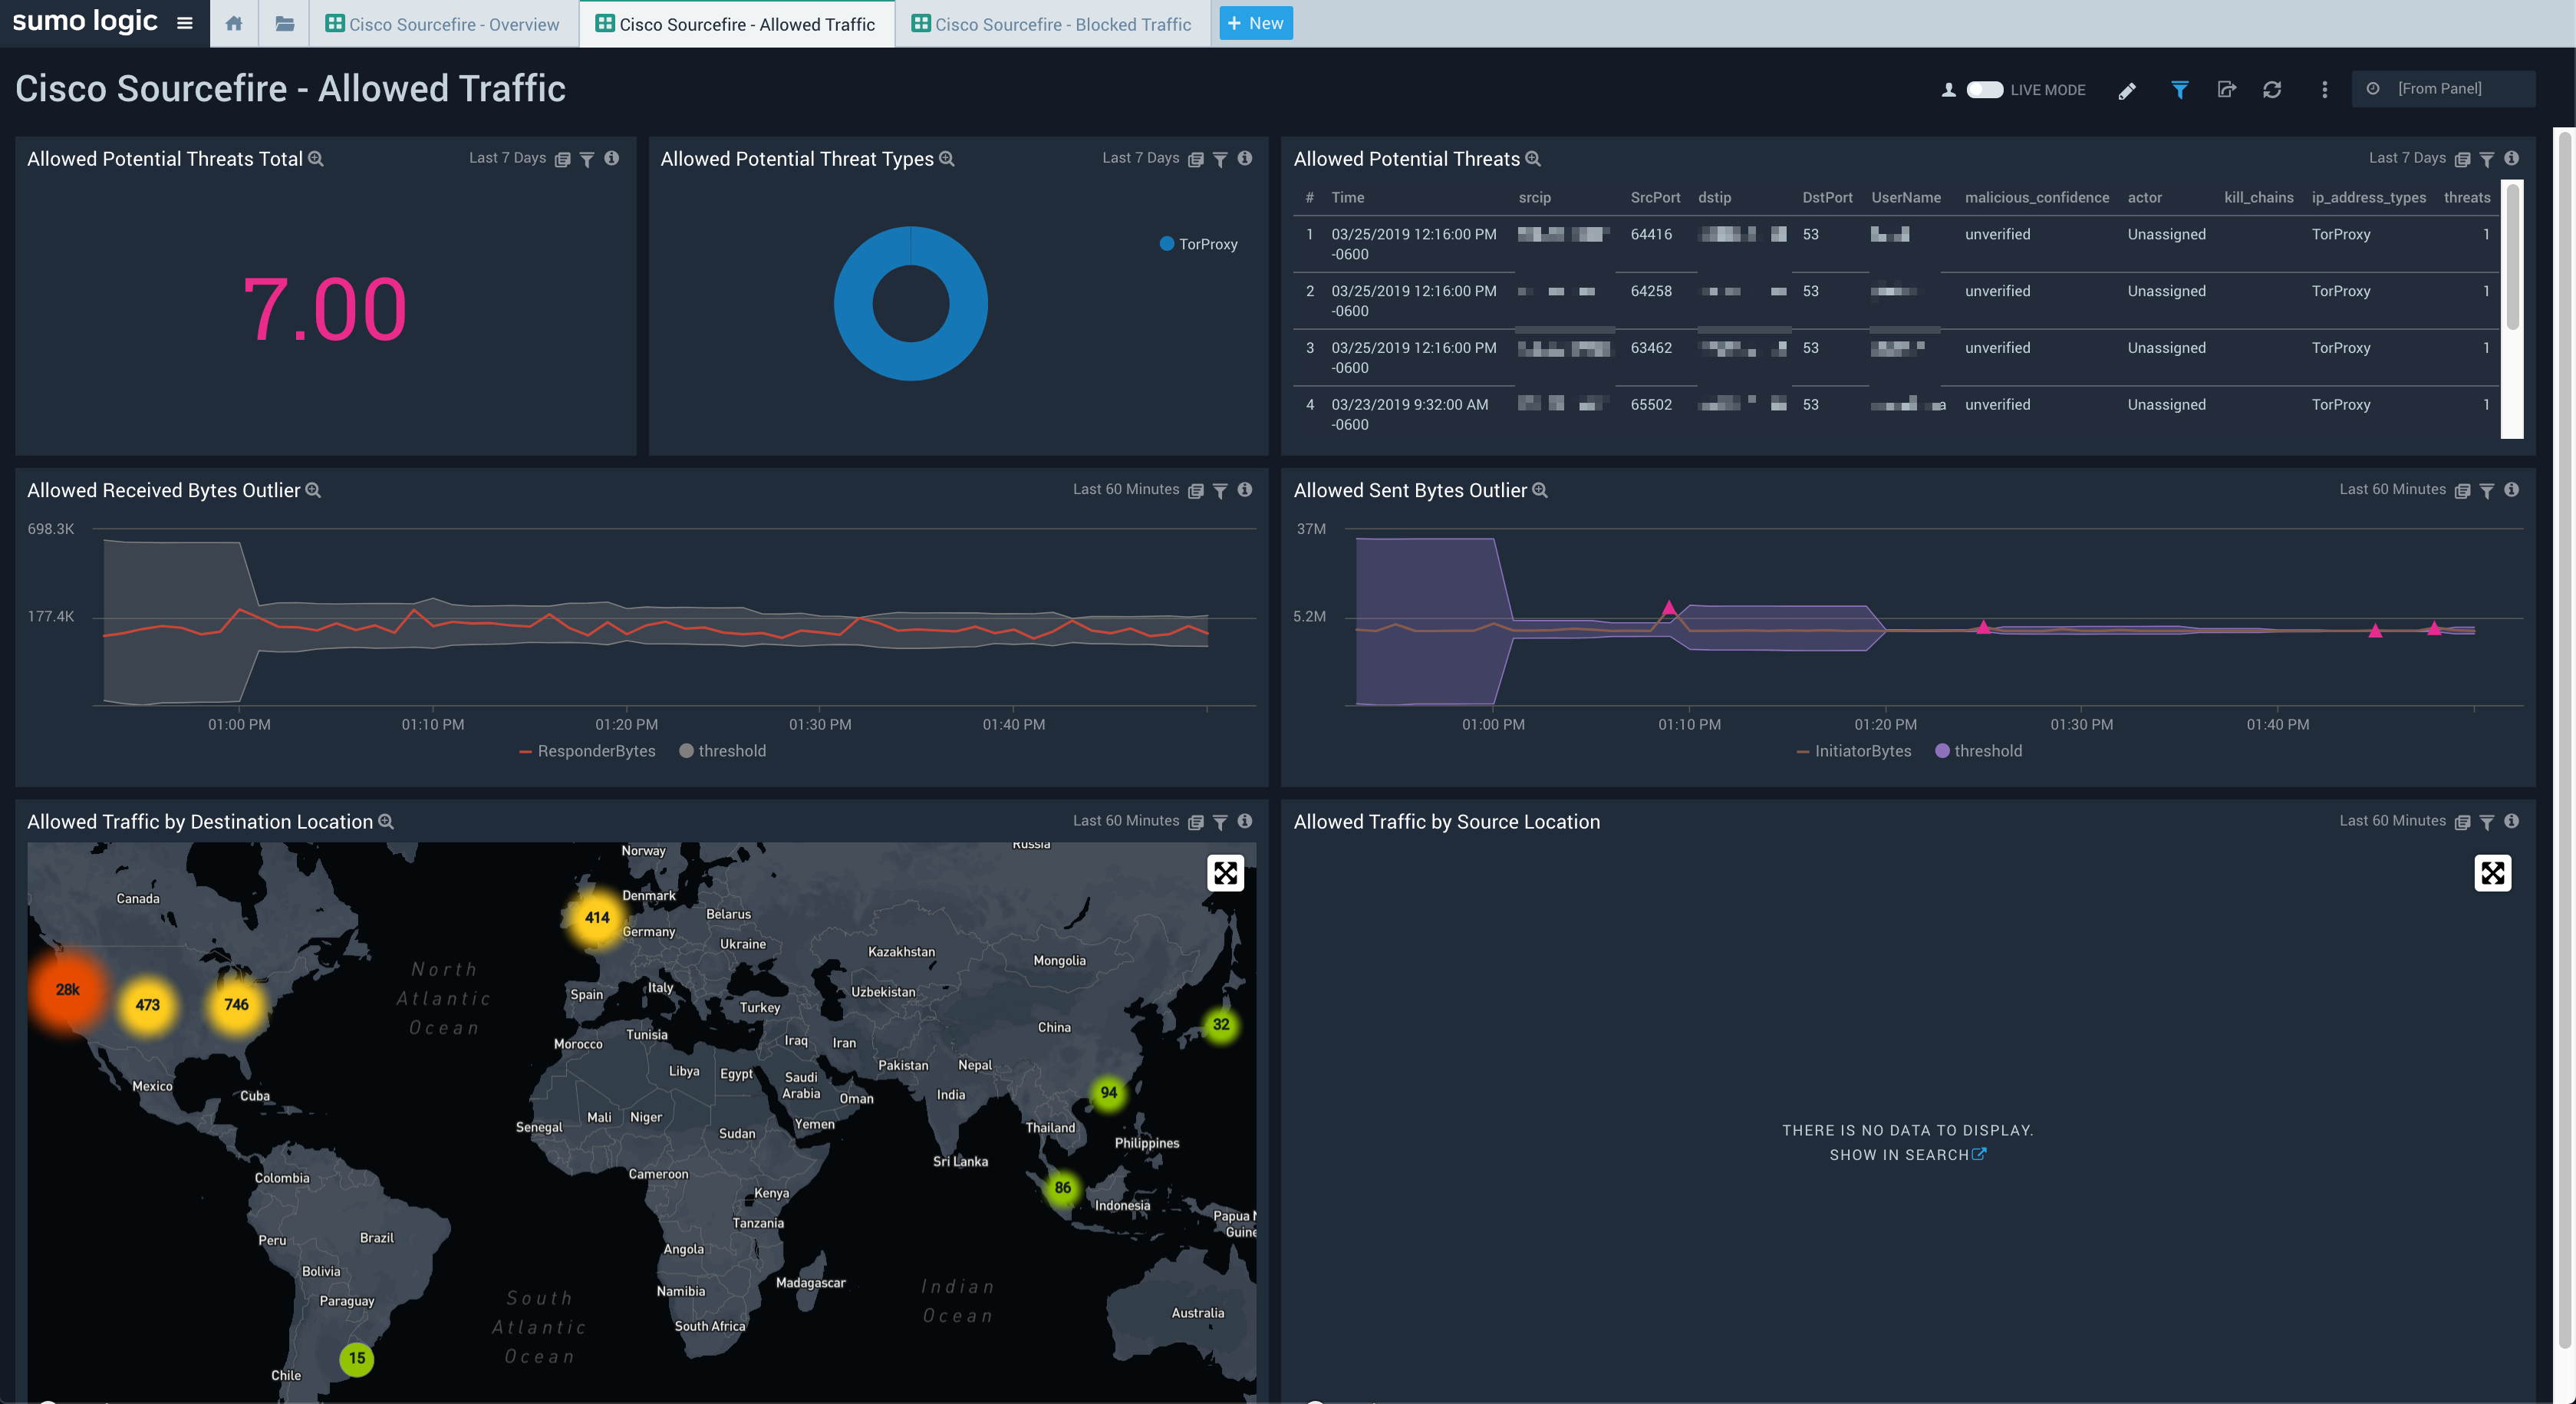 sumo logic
Cisco Sourcefire - Overview
Cisco Sourcefire - Allowed Traffic
Cisco Sourcefire - Blocked Traffic
+ New
Cisco Sourcefire - Allowed Traffic
LIVE MODE
[From Panel]
Allowed Potential Threats Total
Last 7 Days
7.00
Allowed Potential Threat Types
Last 7 Days
TorProxy
Allowed Potential Threats
Last 7 Days
# Time srcip SrcPort dstip DstPort UserName malicious_confidence actor kill_chains ip_address_types threats
1 03/25/2019 12:16:00 PM 64416 53 unverified Unassigned TorProxy 1
-0600
2 03/25/2019 12:16:00 PM 64258 53 unverified Unassigned TorProxy 1
-0600
3 03/25/2019 12:16:00 PM 63462 53 unverified Unassigned TorProxy 1
-0600
4 03/23/2019 9:32:00 AM 65502 53 unverified Unassigned TorProxy 1
-0600
Allowed Received Bytes Outlier
Last 60 Minutes
698.3K
177.4K
01:00 PM 01:10 PM 01:20 PM 01:30 PM 01:40 PM
ResponderBytes threshold
Allowed Sent Bytes Outlier
Last 60 Minutes
37M
5.2M
01:00 PM 01:10 PM 01:20 PM 01:30 PM 01:40 PM
InitiatorBytes threshold
Allowed Traffic by Destination Location
Last 60 Minutes
Russia
Norway
Canada
Denmark
414
Belarus
Germany
Ukraine
Kazakhstan
Mongolia
North
Atlantic
Ocean
28k
473
746
Spain
Italy
Uzbekistan
Turkey
32
China
Tunisia
Morocco
Iraq
Iran
Pakistan
Nepal
Libya
Egypt
Saudi
Arabia
Mexico
Cuba
Oman
India
94
Mali
Niger
Senegal
Sudan
Yemen
Thailand
Philippines
Sri Lanka
Colombia
Cameroon
86
Kenya
Indonesia
Papua N
Guine
Tanzania
Peru
Brazil
Angola
Bolivia
Madagascar
Indian
Ocean
Namibia
Paraguay
South
Atlantic
Ocean
South Africa
Australia
15
Chile
Allowed Traffic by Source Location
Last 60 Minutes
THERE IS NO DATA TO DISPLAY.
SHOW IN SEARCH